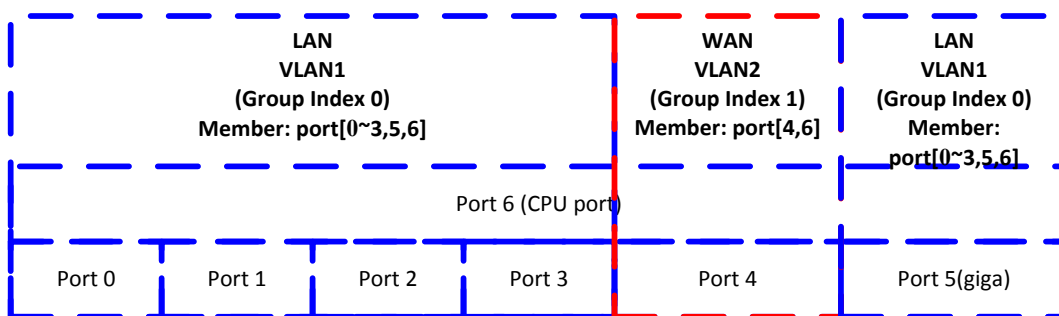 LAN
VLAN1
(Group Index 0)
Member: port[0~3,5,6]
WAN
VLAN2
(Group Index 1)
Member: port[4,6]
LAN
VLAN1
(Group Index 0)
Member:
port[0~3,5,6]
Port 6 (CPU port)
Port 0
Port 1
Port 2
Port 3
Port 4
Port 5(giga)